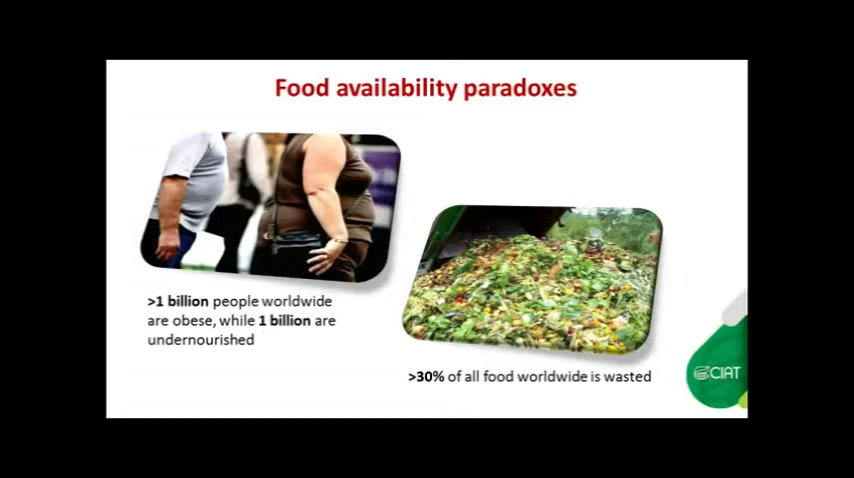 Food availability paradoxes
>1 billion people worldwide
are obese, while 1 billion are
undernourished
>30% of all food worldwide is wasted
CIAT